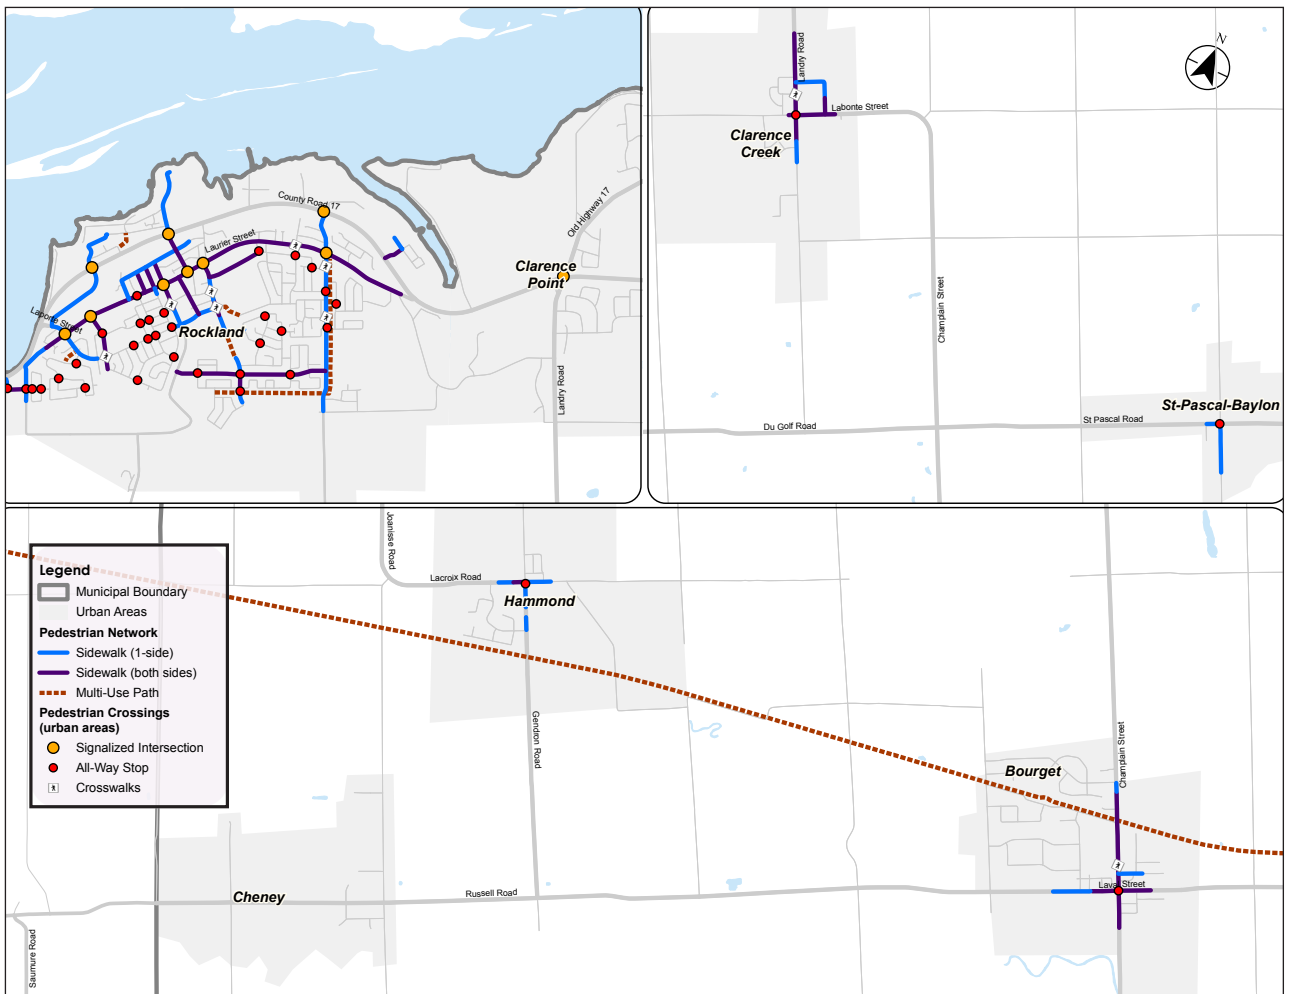 County Road 17
Laurier Street
Old Highway 17
Clarence
Point
Laporte Street
Rockland
Landry Road
N
Landry Road
Labonte Street
Clarence
Creek
Champlain Street
St-Pascal-Baylon
St Pascal Road
Du Golf Road
Joanisse Road
Lacroix Road
Hammond
Gendron Road
Champlain Street
Bourget
Laval Street
Russell Road
Cheney
Saumure Road
Legend
Municipal Boundary
Urban Areas
Pedestrian Network
Sidewalk (1-side)
Sidewalk (both sides)
Multi-Use Path
Pedestrian Crossings
(urban areas)
Signalized Intersection
All-Way Stop
Crosswalks